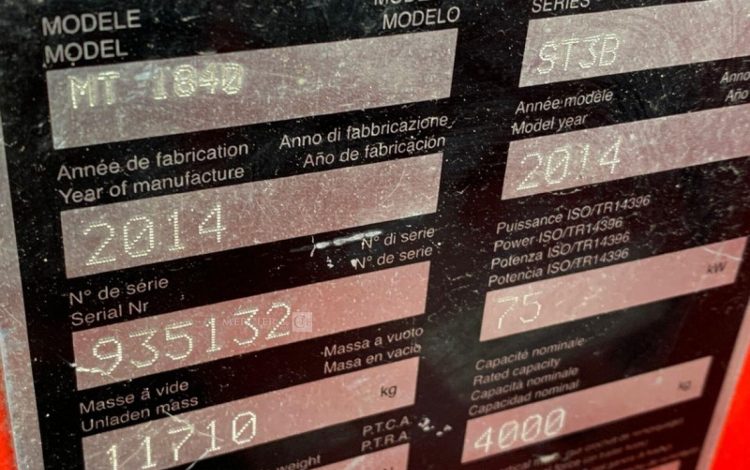 MODELE
MODEL
MODELO
MT 1840
SERIES
ST3B
Année de fabrication
Year of manufacture
Anno di fabbricazione
Año de fabricación
2014
Année modèle
Model year
Anno
Año
2014
N° de série
Serial Nr
N° di serie
N° de serie
935132
Puissance ISO/TR14396
Power ISO/TR14396
Potenza ISO/TR14396
Potencia ISO/TR14396
75
kW
Masse à vide
Unladen mass
Massa a vuoto
Masa en vacio
11710
kg
Capacité nominale
Rated capacity
Capacità nominale
Capacidad nominal
4000
kg
P.T.C.A
P.T.R.A.